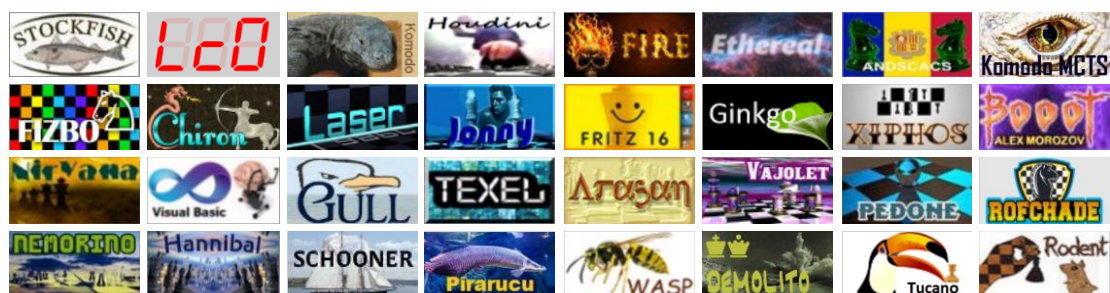 STOCKFISH
Lc0
Komodo
Houdini
FIRE
Ethereal
ANDSCACS
Komodo MCTS
FIZBO
Chiron
Laser
Jonny
FRITZ 16
Ginkgo
XIPHOS
Booot
ALEX MOROZOV
Nirvana
Visual Basic
GULL
TEXEL
Arasan
VAJOLET
PEDONE
ROFCHADE
NEMORINO
Hannibal
SCHOONER
Pirarucu
WASP
DEMOLITO
Tucano
Rodent